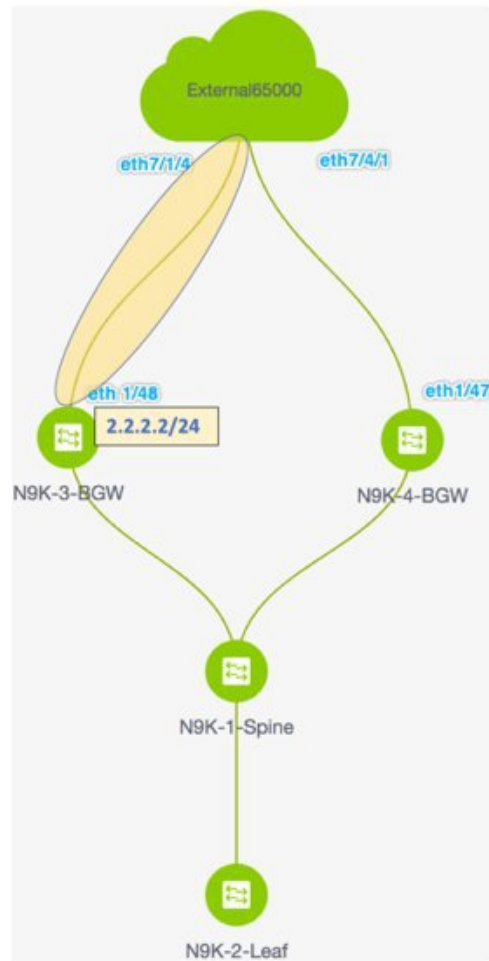 External65000
eth7/1/4
eth7/4/1
eth 1/48
eth1/47
2.2.2.2/24
N9K-3-BGW
N9K-4-BGW
N9K-1-Spine
N9K-2-Leaf